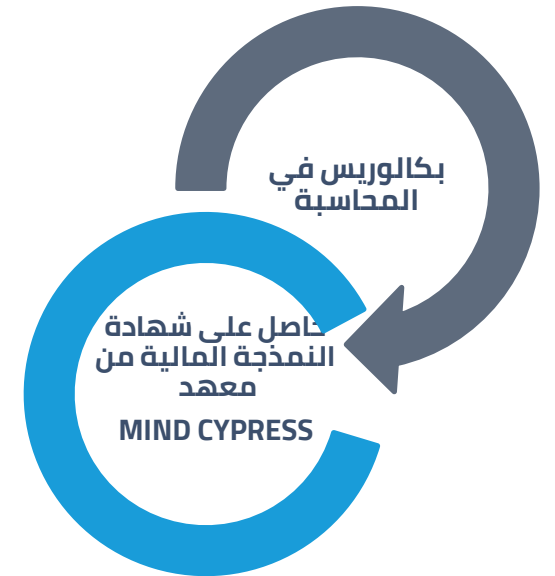 بكالوريس في
المحاسبة
حاصل على شهادة
النمذجة المالية من
معهد
MIND CYPRESS